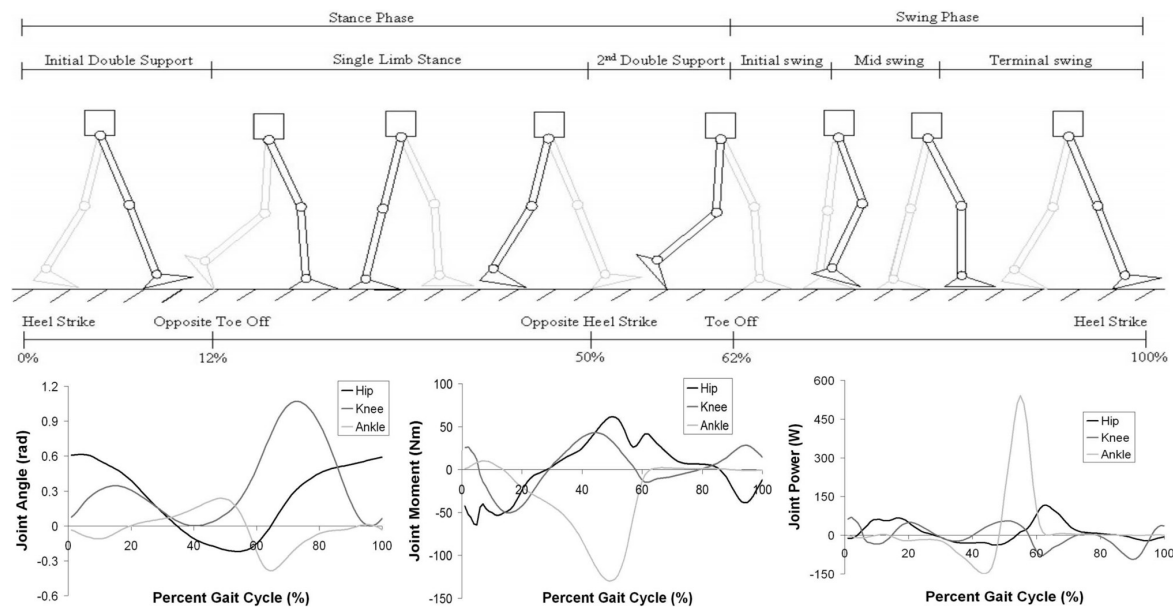 Stance Phase
Swing Phase
Initial Double Support
Single Limb Stance
2nd Double Support
Initial swing
Mid swing
Terminal swing
Heel Strike
Opposite Toe Off
Opposite Heel Strike
Toe Off
Heel Strike
0%
12%
50%
62%
100%
Joint Angle (rad)
1.2
0.9
0.6
0.3
0
-0.3
-0.6
0
20
40
60
80
100
Hip
Knee
Ankle
Percent Gait Cycle (%)
Joint Moment (Nm)
100
50
0
-50
-100
-150
0
20
40
60
80
100
Hip
Knee
Ankle
Percent Gait Cycle (%)
Joint Power (W)
600
450
300
150
0
-150
0
20
40
60
80
100
Hip
Knee
Ankle
Percent Gait Cycle (%)